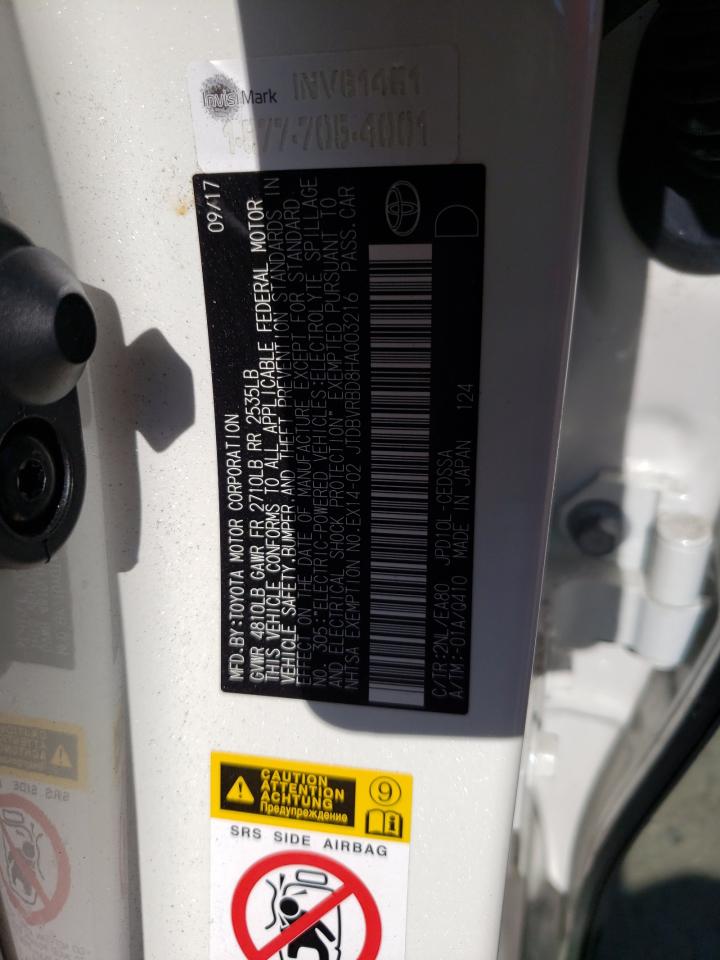 InvisiMark INV614H1
1-877-705-4001
09/17
MFD.BY:TOYOTA MOTOR CORPORATION
GVWR 4810LB GAWR FR 2710LB RR 2535LB
THIS VEHICLE CONFORMS TO ALL APPLICABLE FEDERAL MOTOR
VEHICLE SAFETY,BUMPER AND THEFT PREVENTION STANDARDS IN
EFFECT ON THE DATE OF MANUFACTURE EXCEPT FOR STANDARD
NO. 305:"ELECTRIC-POWERED VEHICLES:ELECTROLYTE SPILLAGE
AND ELECTRICAL SHOCK PROTECTION" EXEMPTED PURSUANT TO
NHTSA EXEMPTION NO.EX14-02 JTDBVRBD8HA003216 PASS.CAR
C/TR:2NL/EA80 JPD10L-CEDSSA
A/TM:-01A/Q410 MADE IN JAPAN 124
D
CAUTION
ATTENTION
ACHTUNG
Предупреждение
9
SRS SIDE AIRBAG